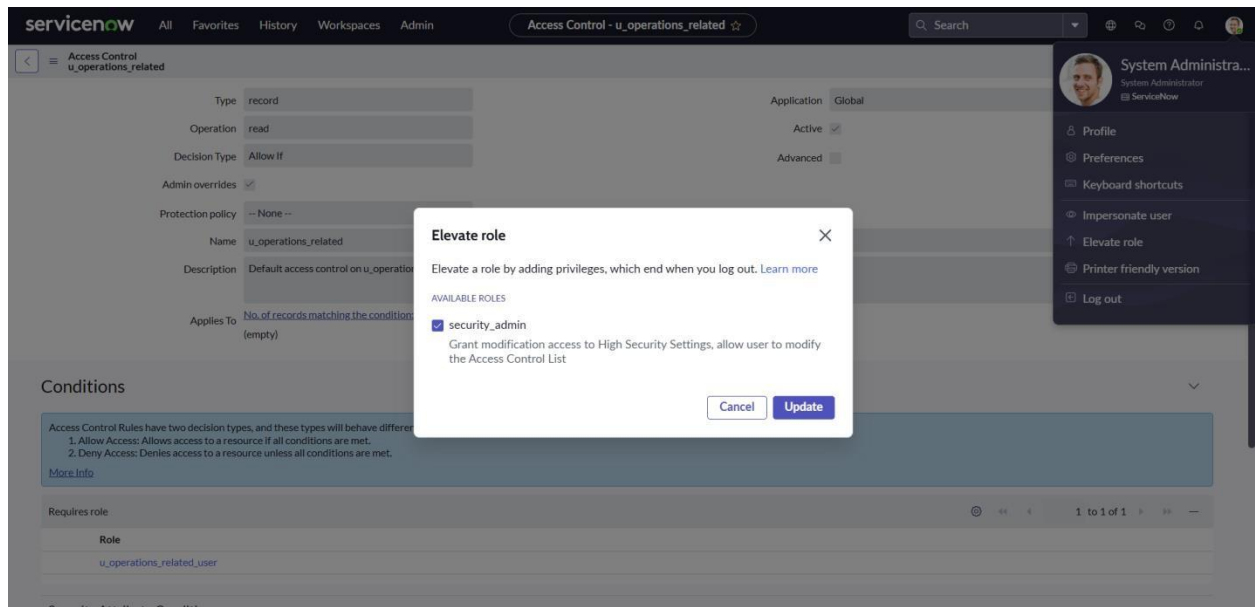 servicenow All Favorites History Workspaces Admin Access Control - u_operations_related Search
Access Control
u_operations_related
System Administra...
System Administrator
ServiceNow
Type record Application Global
Operation read Active
Decision Type Allow If Advanced
Admin overrides
Protection policy -- None --
Name u_operations_related
Description Default access control on u_operation
Applies To No. of records matching the condition:
(empty)
Profile
Preferences
Keyboard shortcuts
Impersonate user
Elevate role
Printer friendly version
Log out
Elevate role
Elevate a role by adding privileges, which end when you log out. Learn more
AVAILABLE ROLES
security_admin
Grant modification access to High Security Settings, allow user to modify
the Access Control List
Cancel Update
Conditions
Access Control Rules have two decision types, and these types will behave differen
1. Allow Access: Allows access to a resource if all conditions are met.
2. Deny Access: Denies access to a resource unless all conditions are met.
More Info
Requires role 1 to 1 of 1
Role
u_operations_related_user